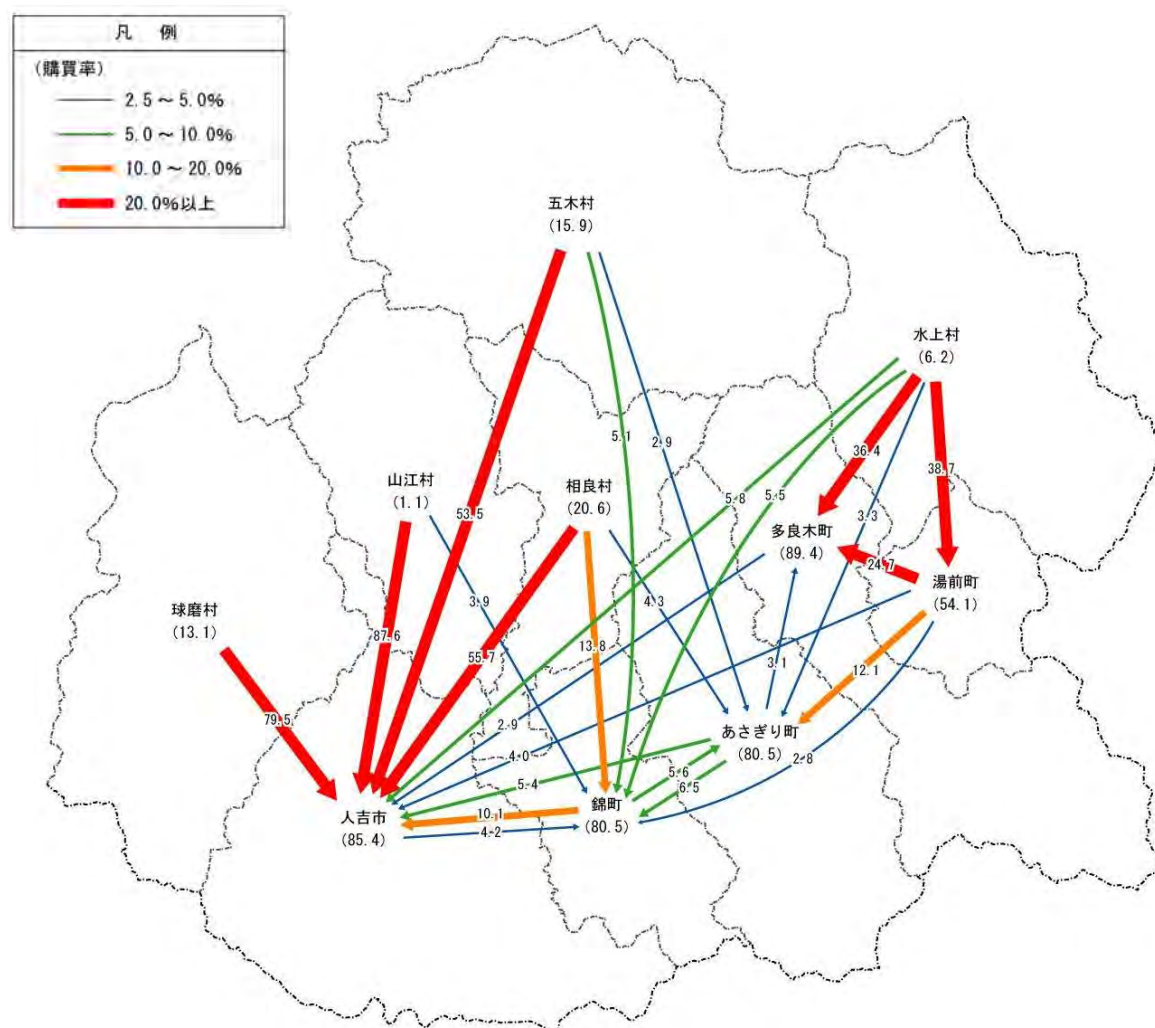 凡 例
(購買率)
2.5～5.0%
5.0～10.0%
10.0～20.0%
20.0%以上
五木村
(15.9)
水上村
(6.2)
5.1
2.9
36.4
38.7
山江村
(1.1)
相良村
(20.6)
53.5
5.8
5.5
3.3
多良木町
(89.4)
24.7
湯前町
(54.1)
球磨村
(13.1)
3.9
4.3
87.6
55.7
13.8
3.1
12.1
79.5
2.9
4.0
あさぎり町
(80.5)
2.8
5.4
5.6
6.5
人吉市
(85.4)
10.1
4.2
錦町
(80.5)